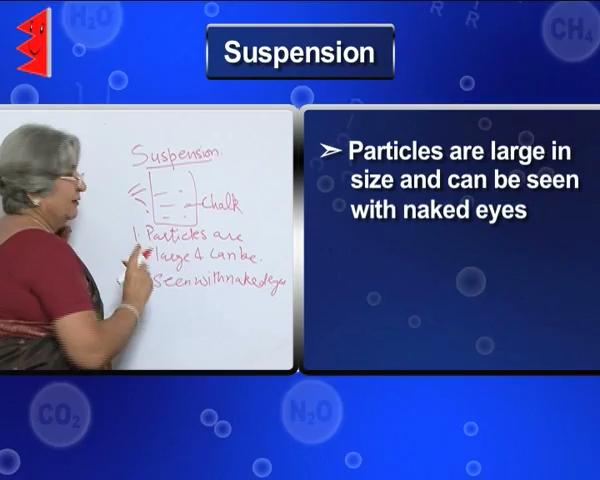 H₂O
R
I
R
CH₄
Suspension
Suspension
Chalk
1. Particles are
large & can be.
Seen with naked eyes
➢ Particles are large in
size and can be seen
with naked eyes
CO₂
N₂O